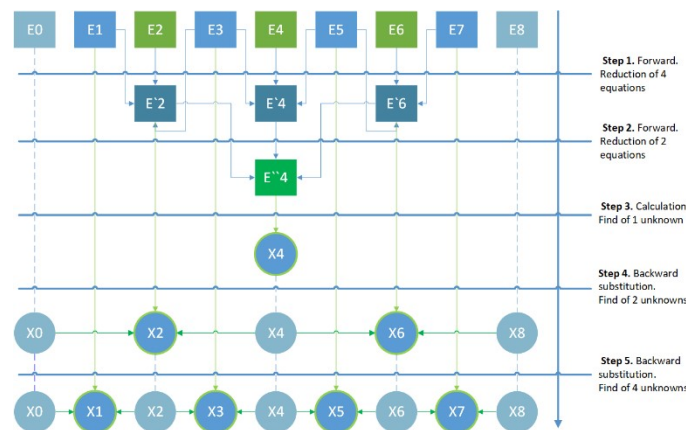 E0 E1 E2 E3 E4 E5 E6 E7 E8
Step 1. Forward.
Reduction of 4
equations
E`2 E`4 E`6
Step 2. Forward.
Reduction of 2
equations
E``4
Step 3. Calculation
Find of 1 unknown
X4
Step 4. Backward
substitution.
Find of 2 unknowns
X0 X2 X4 X6 X8
Step 5. Backward
substitution.
Find of 4 unknowns
X0 X1 X2 X3 X4 X5 X6 X7 X8